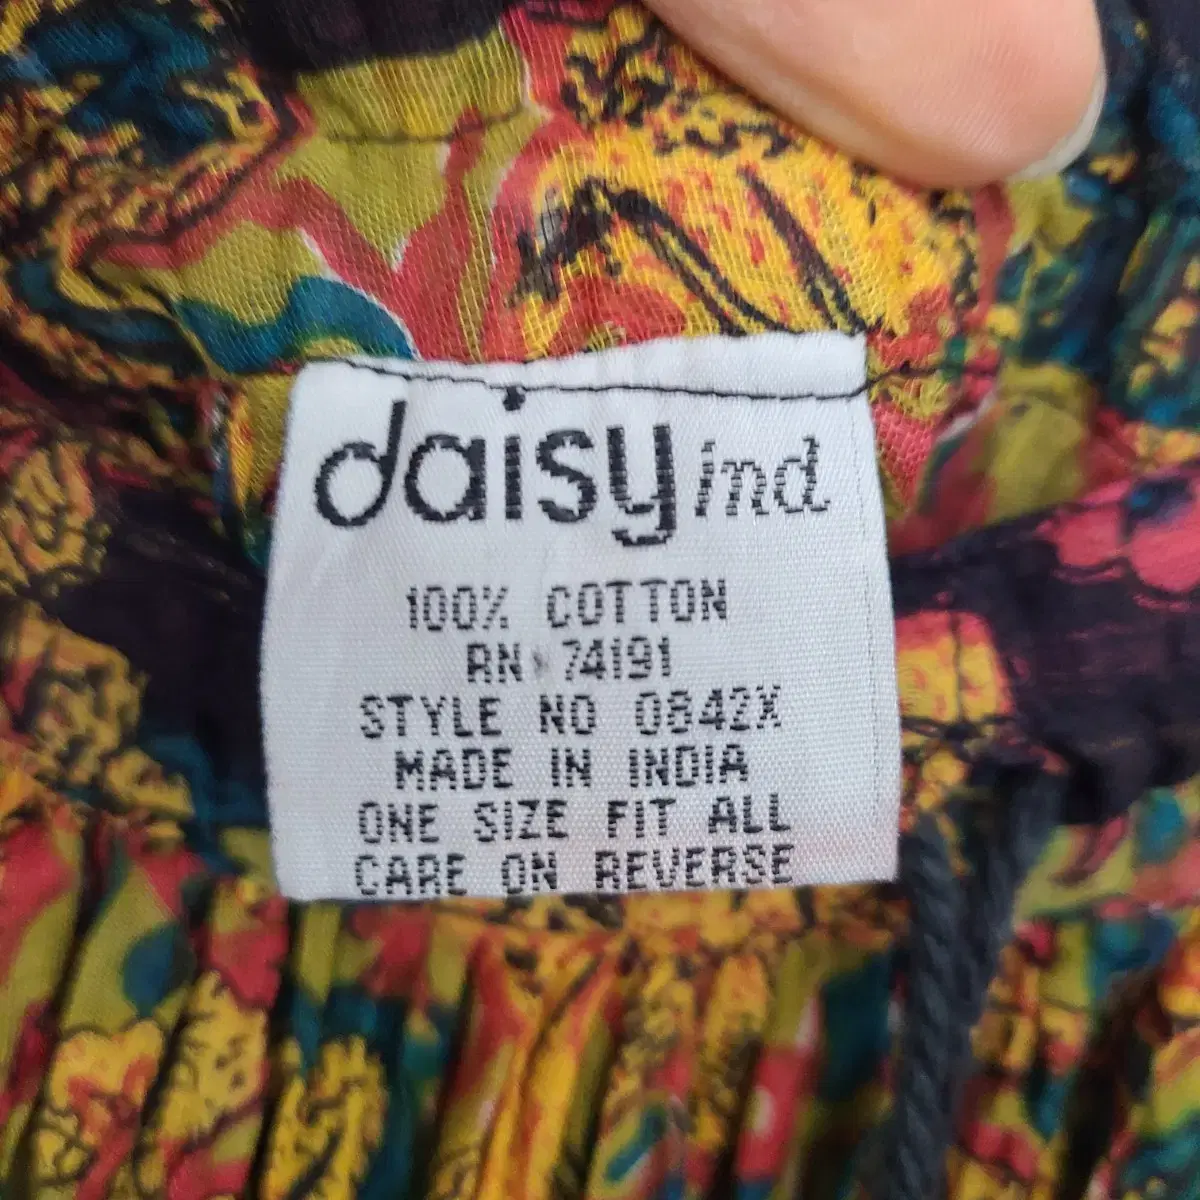 daisy ind
100% COTTON
RN 74191
STYLE NO 0842X
MADE IN INDIA
ONE SIZE FIT ALL
CARE ON REVERSE